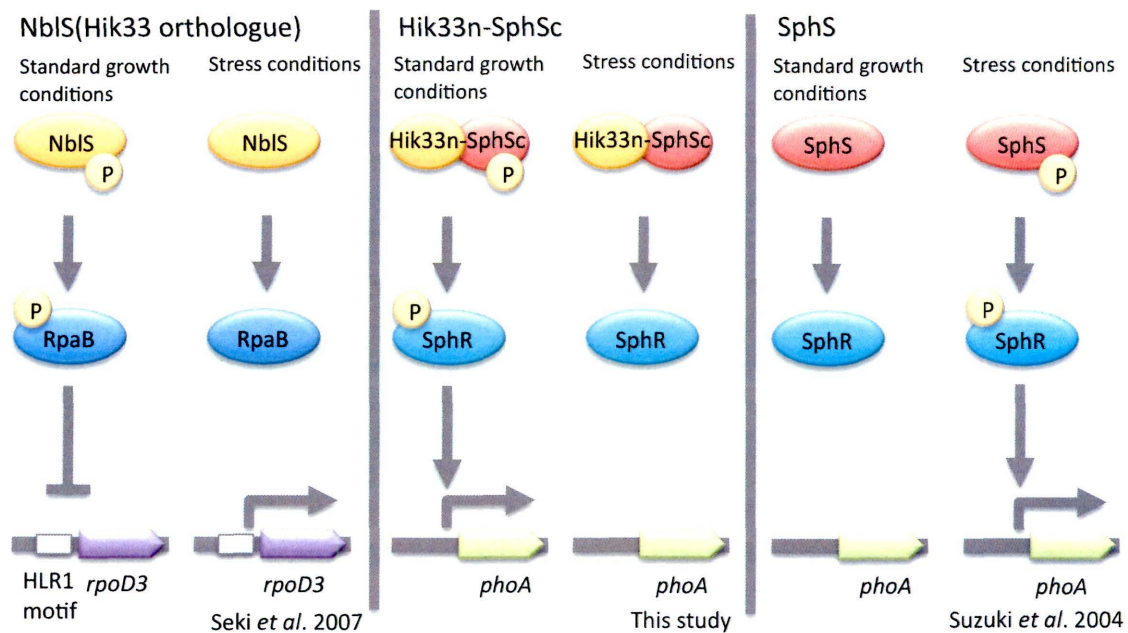 NblS(Hik33 orthologue)
Standard growth
conditions
Stress conditions
NblS
P
NblS
P
RpaB
RpaB
HLR1
motif
rpoD3
rpoD3
Seki et al. 2007
Hik33n-SphSc
Standard growth
conditions
Stress conditions
Hik33n-SphSc
P
Hik33n-SphSc
P
SphR
SphR
phoA
phoA
This study
SphS
Standard growth
conditions
Stress conditions
SphS
SphS
P
SphR
P
SphR
phoA
phoA
Suzuki et al. 2004